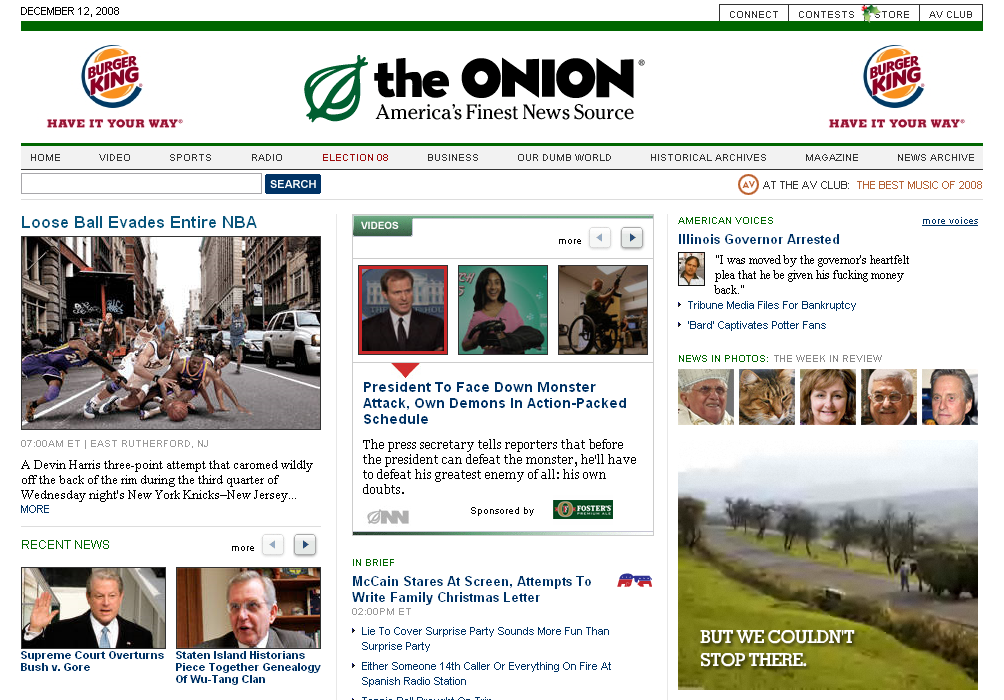 DECEMBER 12, 2008
CONNECT
CONTESTS
STORE
AV CLUB
BURGER KING
HAVE IT YOUR WAY®
the ONION®
America's Finest News Source
BURGER KING
HAVE IT YOUR WAY®
HOME
VIDEO
SPORTS
RADIO
ELECTION 08
BUSINESS
OUR DUMB WORLD
HISTORICAL ARCHIVES
MAGAZINE
NEWS ARCHIVE
SEARCH
AV AT THE AV CLUB: THE BEST MUSIC OF 2008
Loose Ball Evades Entire NBA
07:00AM ET | EAST RUTHERFORD, NJ
A Devin Harris three-point attempt that caromed wildly
off the back of the rim during the third quarter of
Wednesday night's New York Knicks–New Jersey...
MORE
RECENT NEWS
more
Supreme Court Overturns
Bush v. Gore
Staten Island Historians
Piece Together Genealogy
Of Wu-Tang Clan
VIDEOS
more
President To Face Down Monster
Attack, Own Demons In Action-Packed
Schedule
The press secretary tells reporters that before
the president can defeat the monster, he'll have
to defeat his greatest enemy of all: his own
doubts.
ONN
Sponsored by
FOSTER'S
PREMIUM ALE
IN BRIEF
McCain Stares At Screen, Attempts To
Write Family Christmas Letter
02:00PM ET
Lie To Cover Surprise Party Sounds More Fun Than
Surprise Party
Either Someone 14th Caller Or Everything On Fire At
Spanish Radio Station
AMERICAN VOICES
more voices
Illinois Governor Arrested
"I was moved by the governor's heartfelt
plea that he be given his fucking money
back."
Tribune Media Files For Bankruptcy
'Bard' Captivates Potter Fans
NEWS IN PHOTOS: THE WEEK IN REVIEW
BUT WE COULDN'T
STOP THERE.